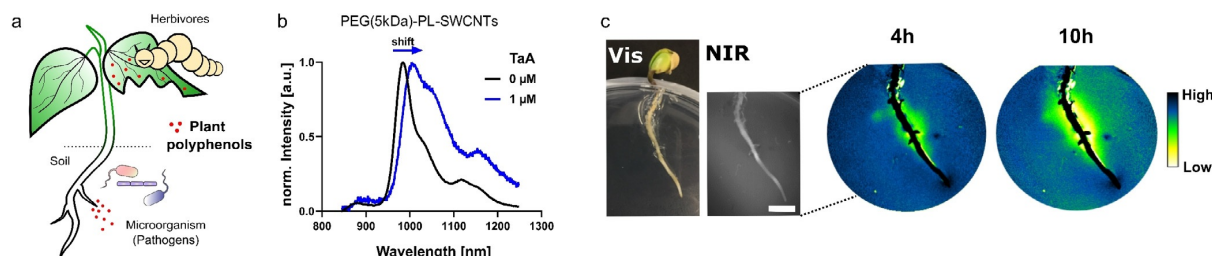 a
Herbivores
Plant
polyphenols
Soil
Microorganism
(Pathogens)
b
PEG(5kDa)-PL-SWCNTs
shift
TaA
0 µM
1 µM
norm. Intensity [a.u.]
1.0
0.5
0.0
800 900 1000 1100 1200 1300
Wavelength [nm]
c
Vis
NIR
4h
10h
High
Low